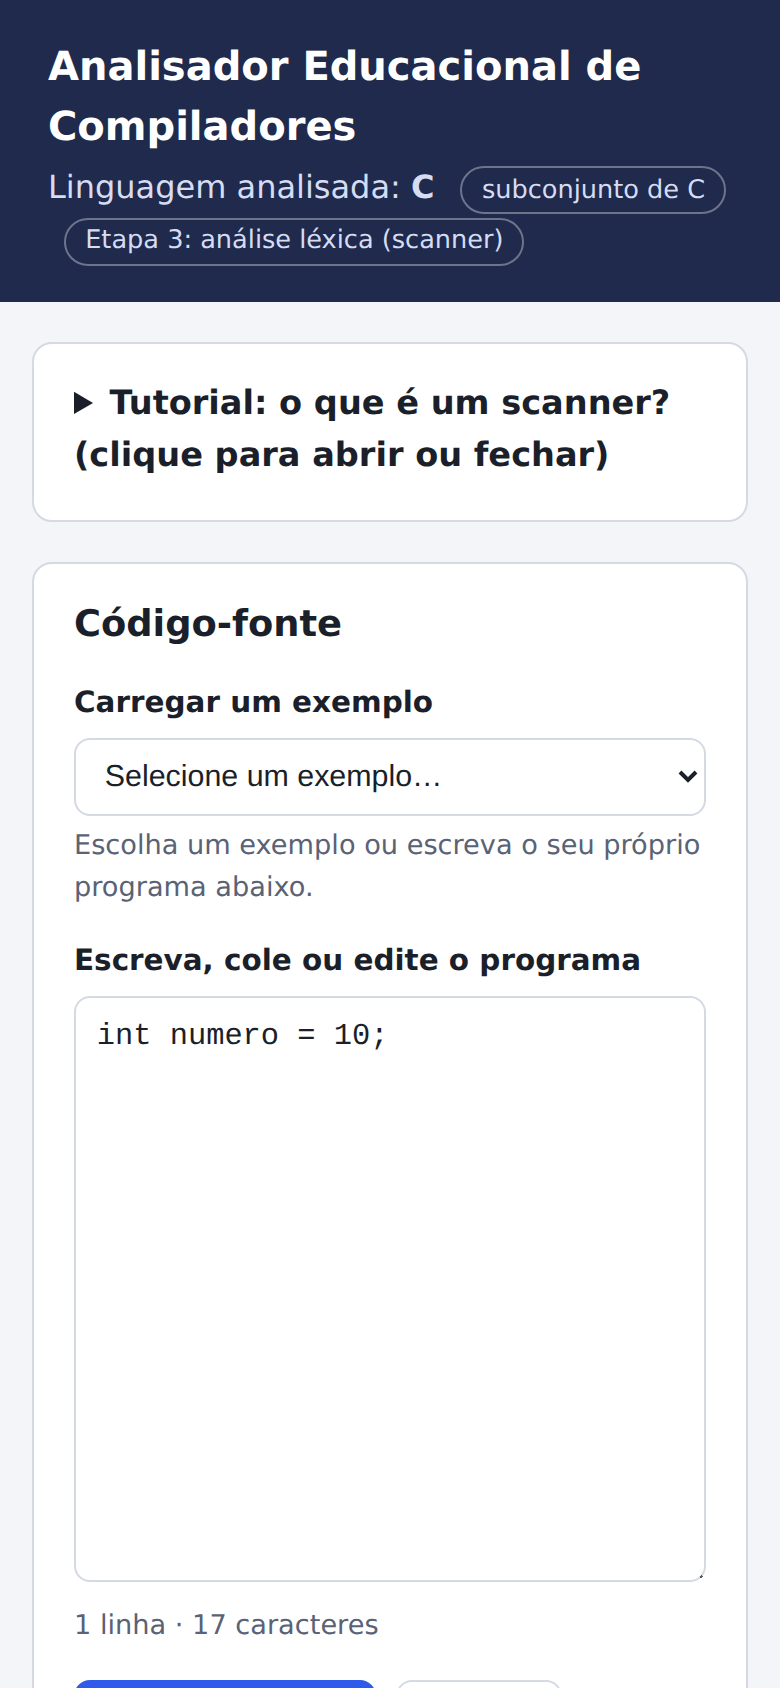 Analisador Educacional de
Compiladores
Linguagem analisada: C subconjunto de C
Etapa 3: análise léxica (scanner)
Tutorial: o que é um scanner?
(clique para abrir ou fechar)
Código-fonte
Carregar um exemplo
Selecione um exemplo…
Escolha um exemplo ou escreva o seu próprio
programa abaixo.
Escreva, cole ou edite o programa
int numero = 10;
1 linha · 17 caracteres